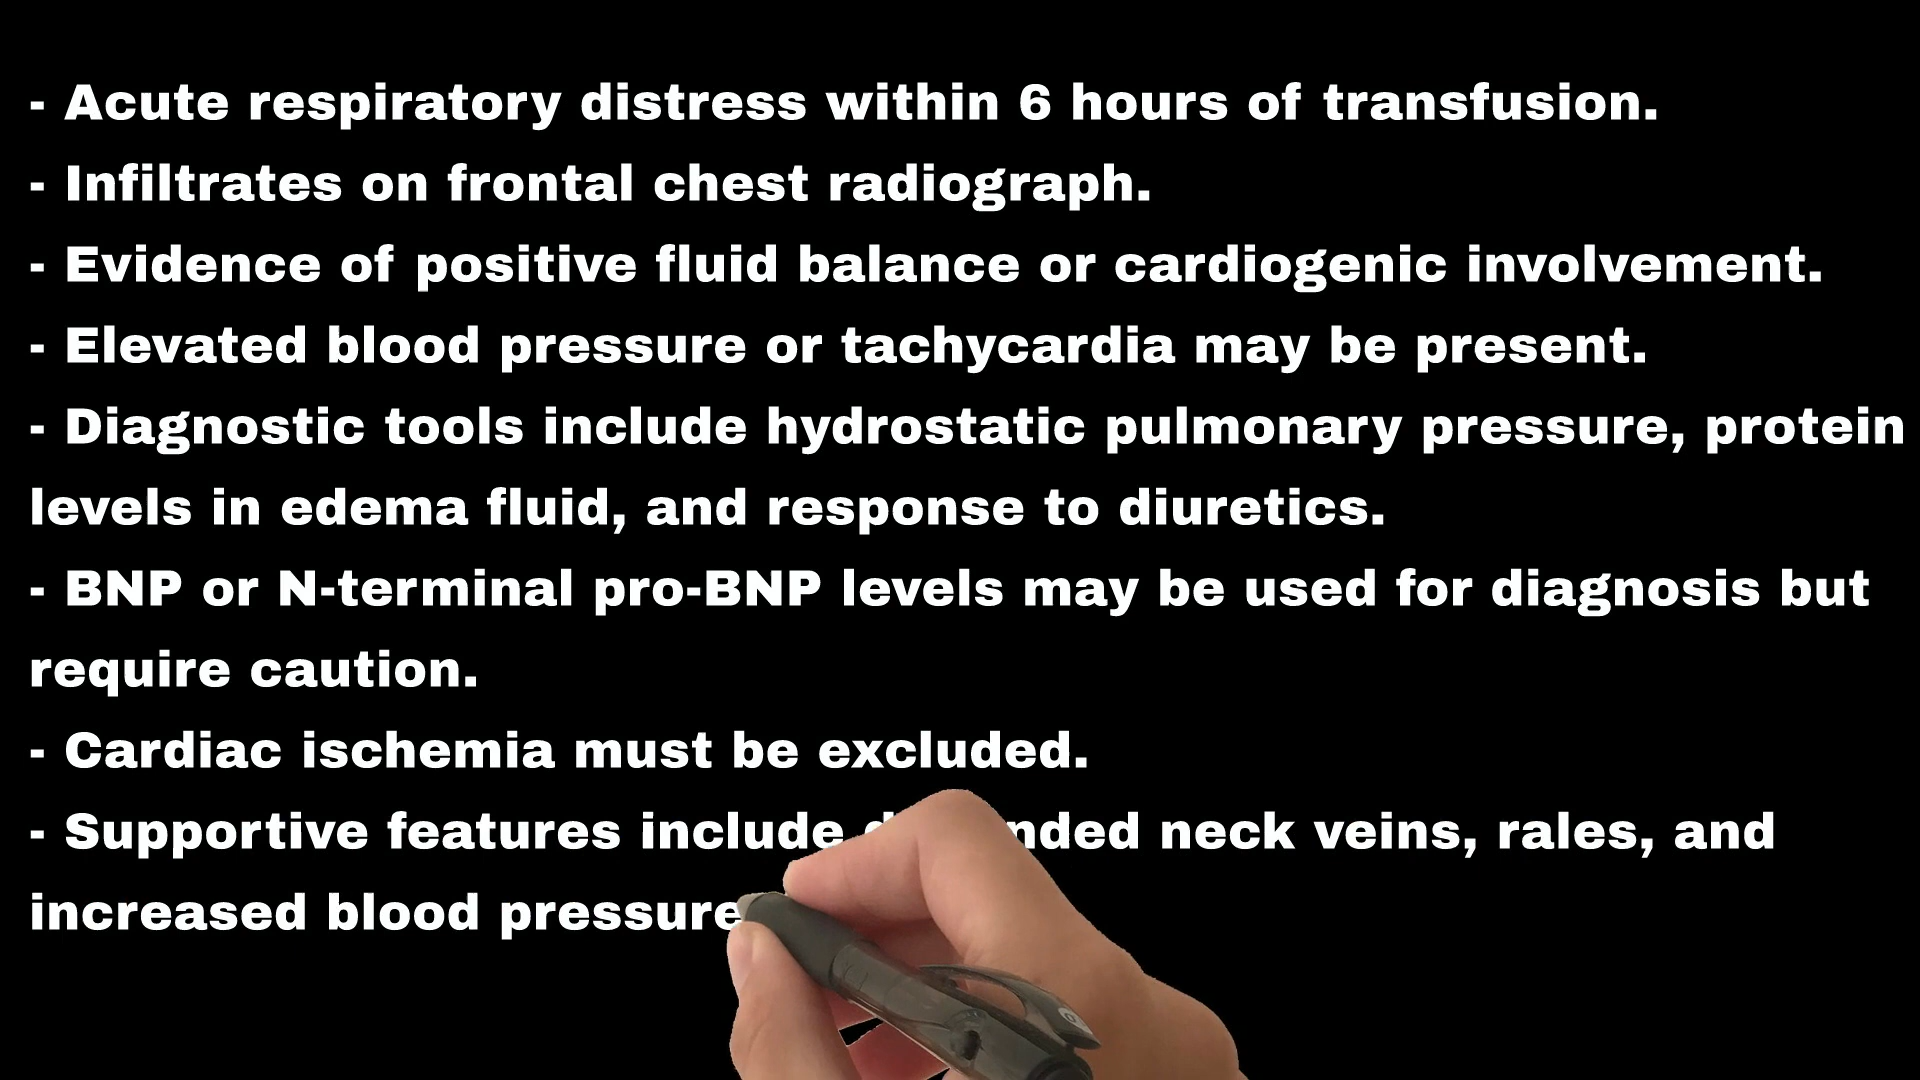 - Acute respiratory distress within 6 hours of transfusion.
- Infiltrates on frontal chest radiograph.
- Evidence of positive fluid balance or cardiogenic involvement.
- Elevated blood pressure or tachycardia may be present.
- Diagnostic tools include hydrostatic pulmonary pressure, protein
levels in edema fluid, and response to diuretics.
- BNP or N-terminal pro-BNP levels may be used for diagnosis but
require caution.
- Cardiac ischemia must be excluded.
- Supportive features include neck veins, rales, and
increased blood pressure